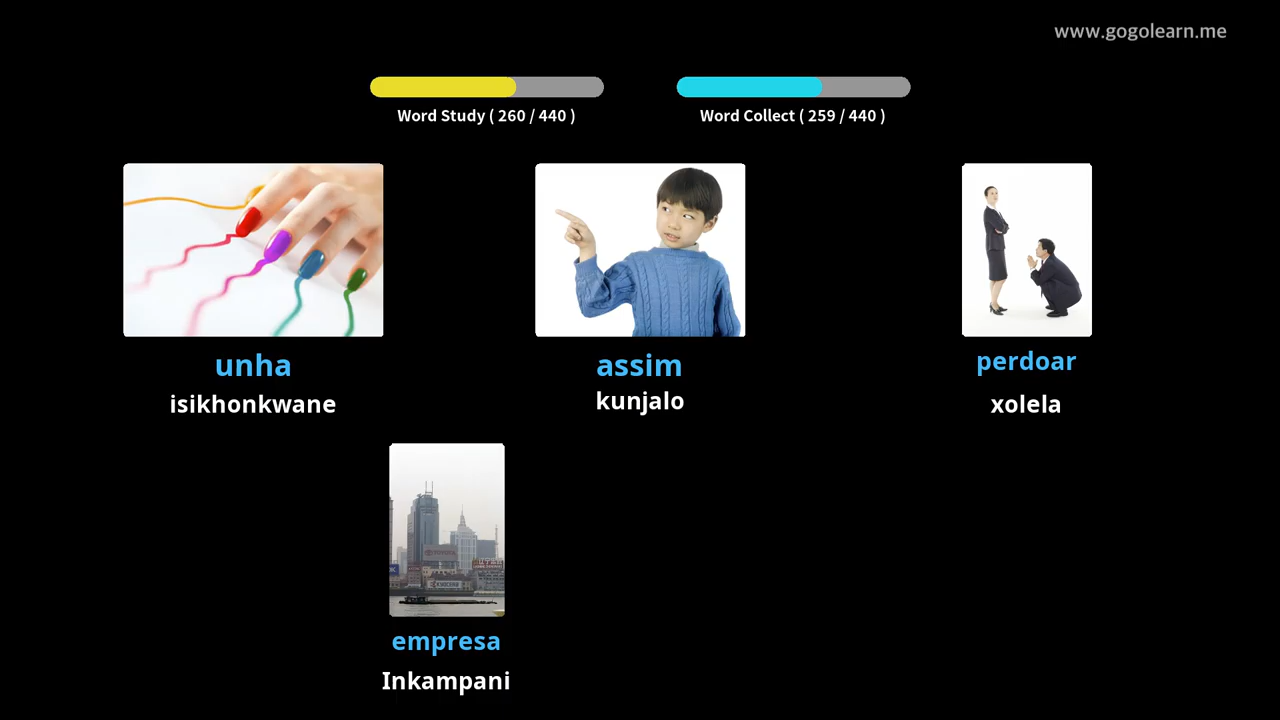 www.gogolearn.me
Word Study ( 260 / 440 )
Word Collect ( 259 / 440 )
unha
isikhonkwane
assim
kunjalo
perdoar
xolela
TOYOTA
empresa
Inkampani